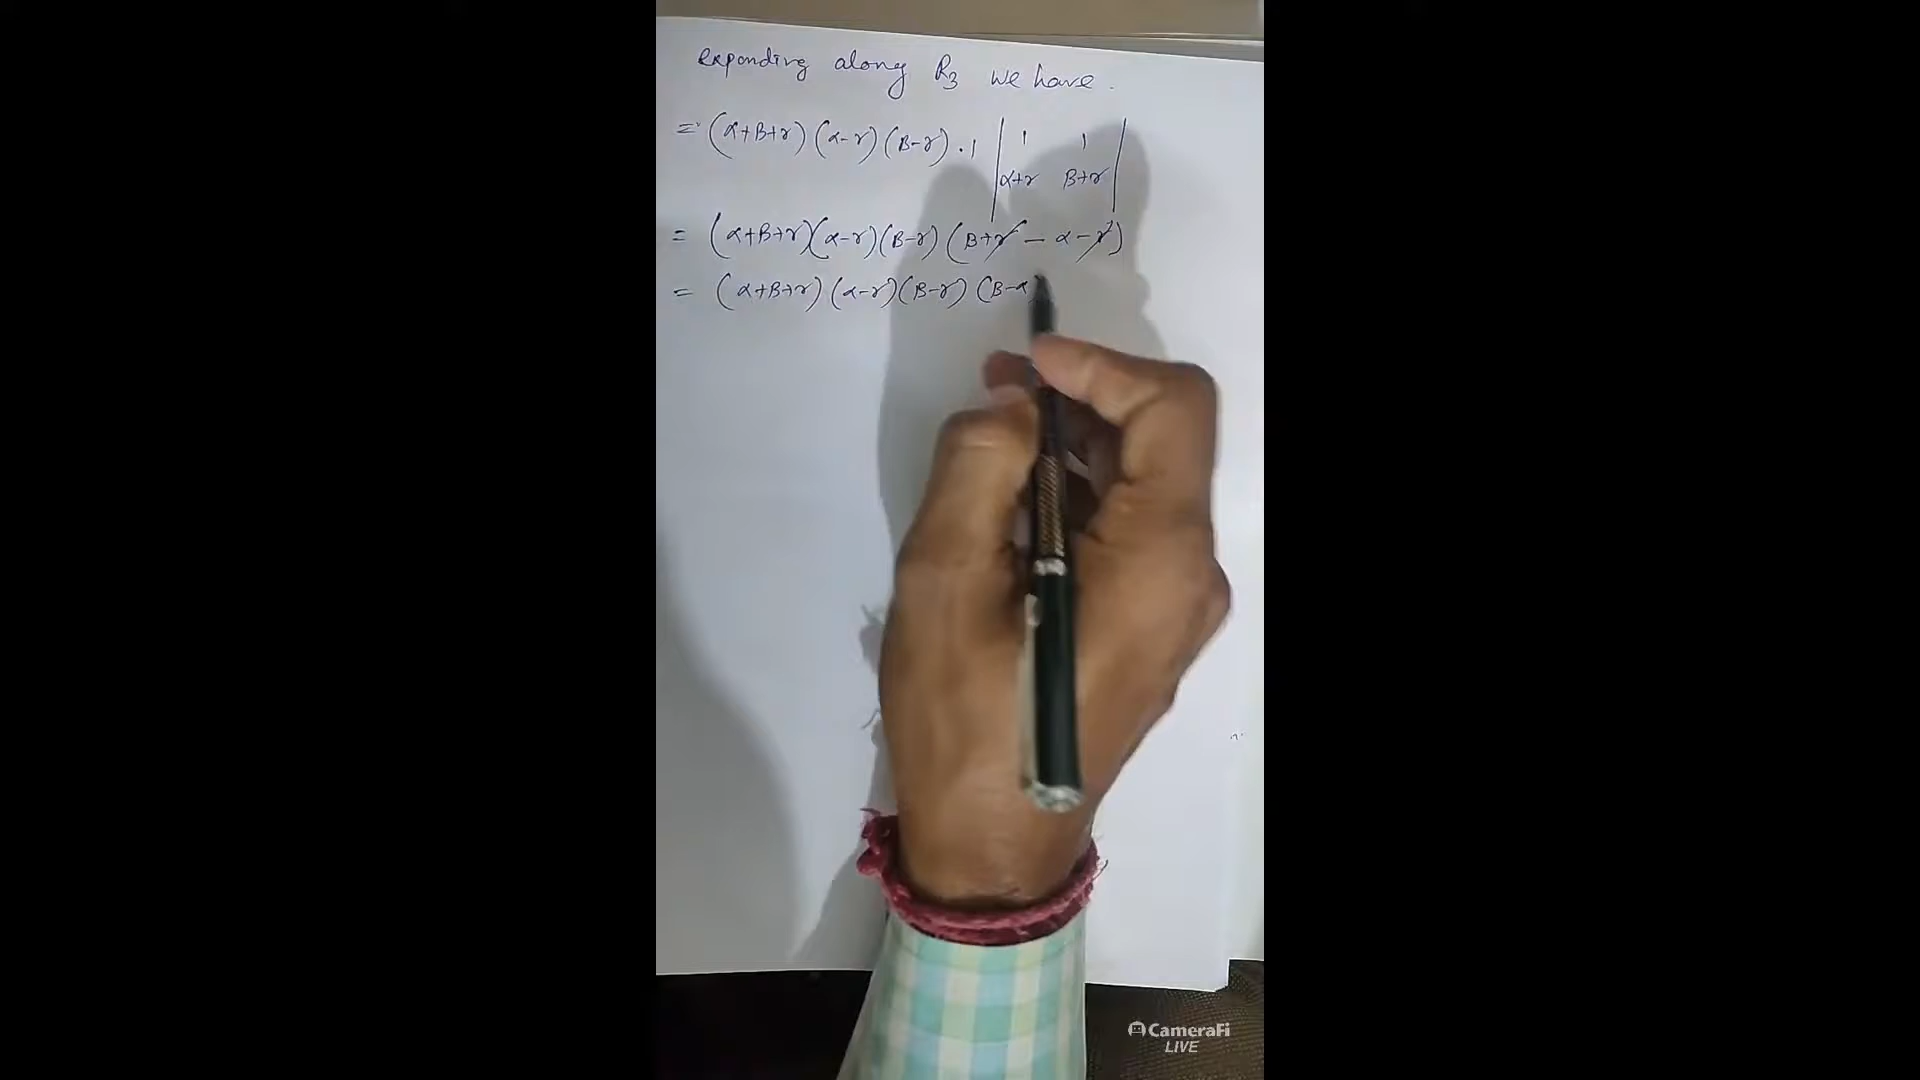 expanding along R₃ we have.
= (α+β+γ) (α-γ) (β-γ) . 1 | 1 1 |
| α+γ β+γ |
= (α+β+γ)(α-γ)(β-γ) (β+γ - α-γ)
= (α+β+γ) (α-γ) (β-γ) (β-α)
CameraFi
LIVE